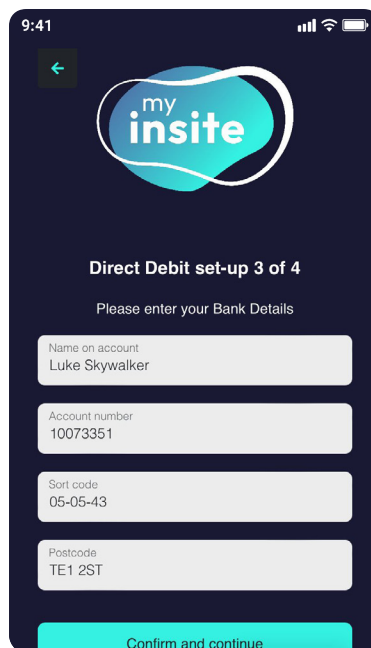 9:41
my
insite
Direct Debit set-up 3 of 4
Please enter your Bank Details
Name on account
Luke Skywalker
Account number
10073351
Sort code
05-05-43
Postcode
TE1 2ST
Confirm and continue